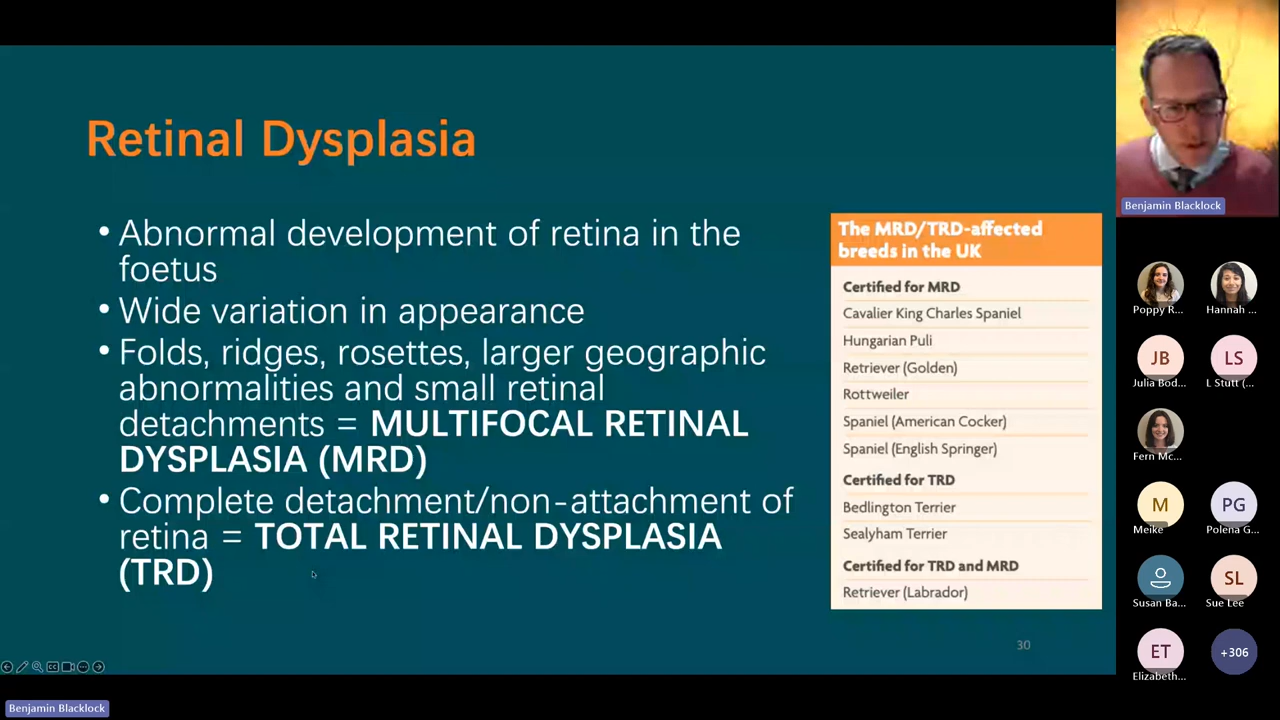 Retinal Dysplasia
• Abnormal development of retina in the
foetus
• Wide variation in appearance
• Folds, ridges, rosettes, larger geographic
abnormalities and small retinal
detachments = MULTIFOCAL RETINAL
DYSPLASIA (MRD)
• Complete detachment/non-attachment of
retina = TOTAL RETINAL DYSPLASIA
(TRD)
The MRD/TRD-affected
breeds in the UK
Certified for MRD
Cavalier King Charles Spaniel
Hungarian Puli
Retriever (Golden)
Rottweiler
Spaniel (American Cocker)
Spaniel (English Springer)
Certified for TRD
Bedlington Terrier
Sealyham Terrier
Certified for TRD and MRD
Retriever (Labrador)
30
Benjamin Blacklock
Poppy R...
Hannah ...
JB
LS
Julia Bod...
L Stutt (...
Fern Mc...
M
PG
Meike
Polena G...
SL
Susan Ba...
Sue Lee
ET
+306
Elizabeth...
Benjamin Blacklock